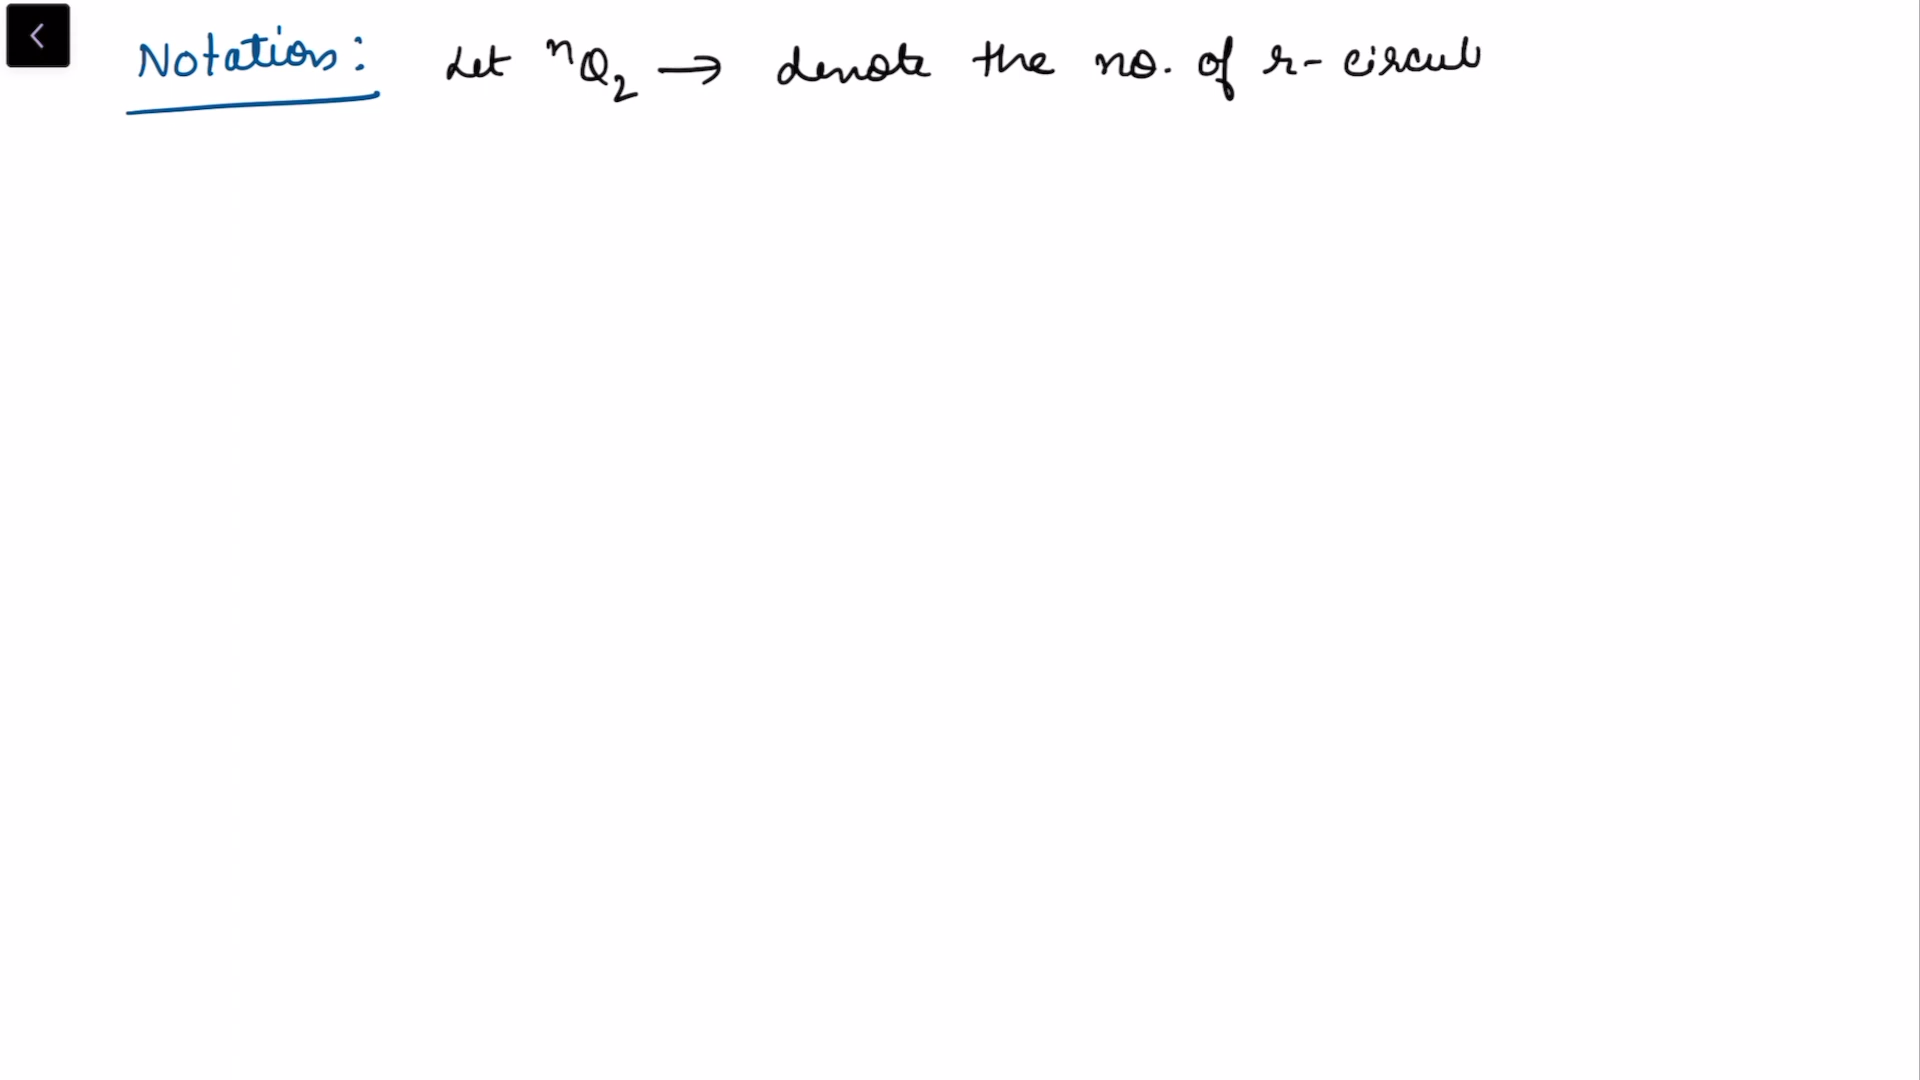 Notation: Let ⁿQ₂ → denote the no. of r- circul